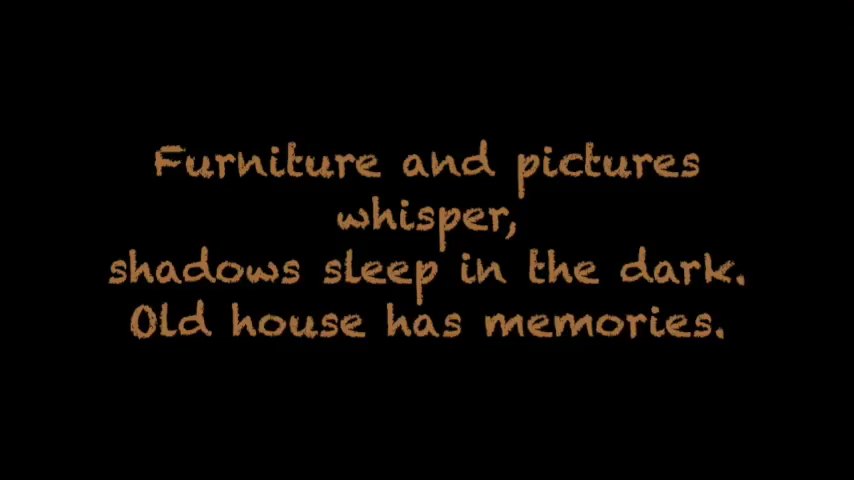 Furniture and pictures
whisper,
shadows sleep in the dark.
Old house has memories.